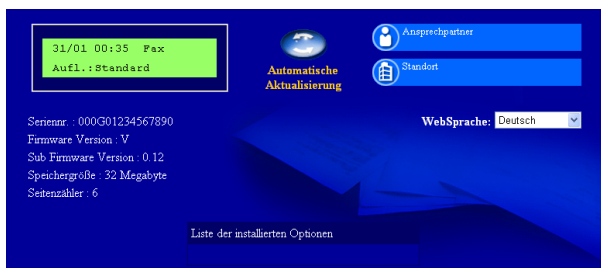 31/01 00:35 Fax
Aufl.:Standard
Automatische
Aktualisierung
Ansprechpartner
Standort
Seriennr. : 000G01234567890
Firmware Version : V
Sub Firmware Version : 0.12
Speichergröße : 32 Megabyte
Seitenzähler : 6
WebSprache: Deutsch
Liste der installierten Optionen